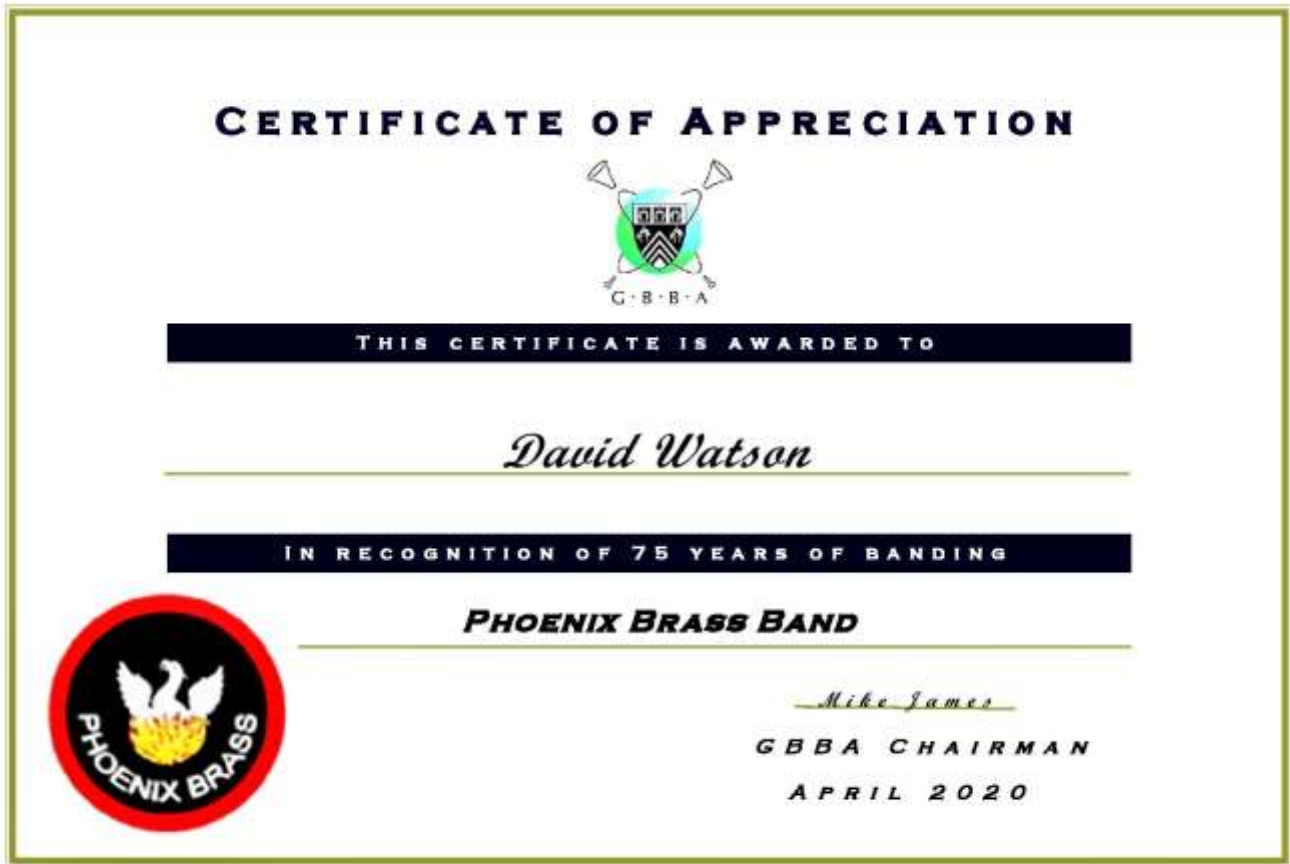 CERTIFICATE OF APPRECIATION
G·B·B·A
THIS CERTIFICATE IS AWARDED TO
David Watson
IN RECOGNITION OF 75 YEARS OF BANDING
PHOENIX BRASS BAND
PHOENIX BRASS
Mike James
GBBA CHAIRMAN
APRIL 2020